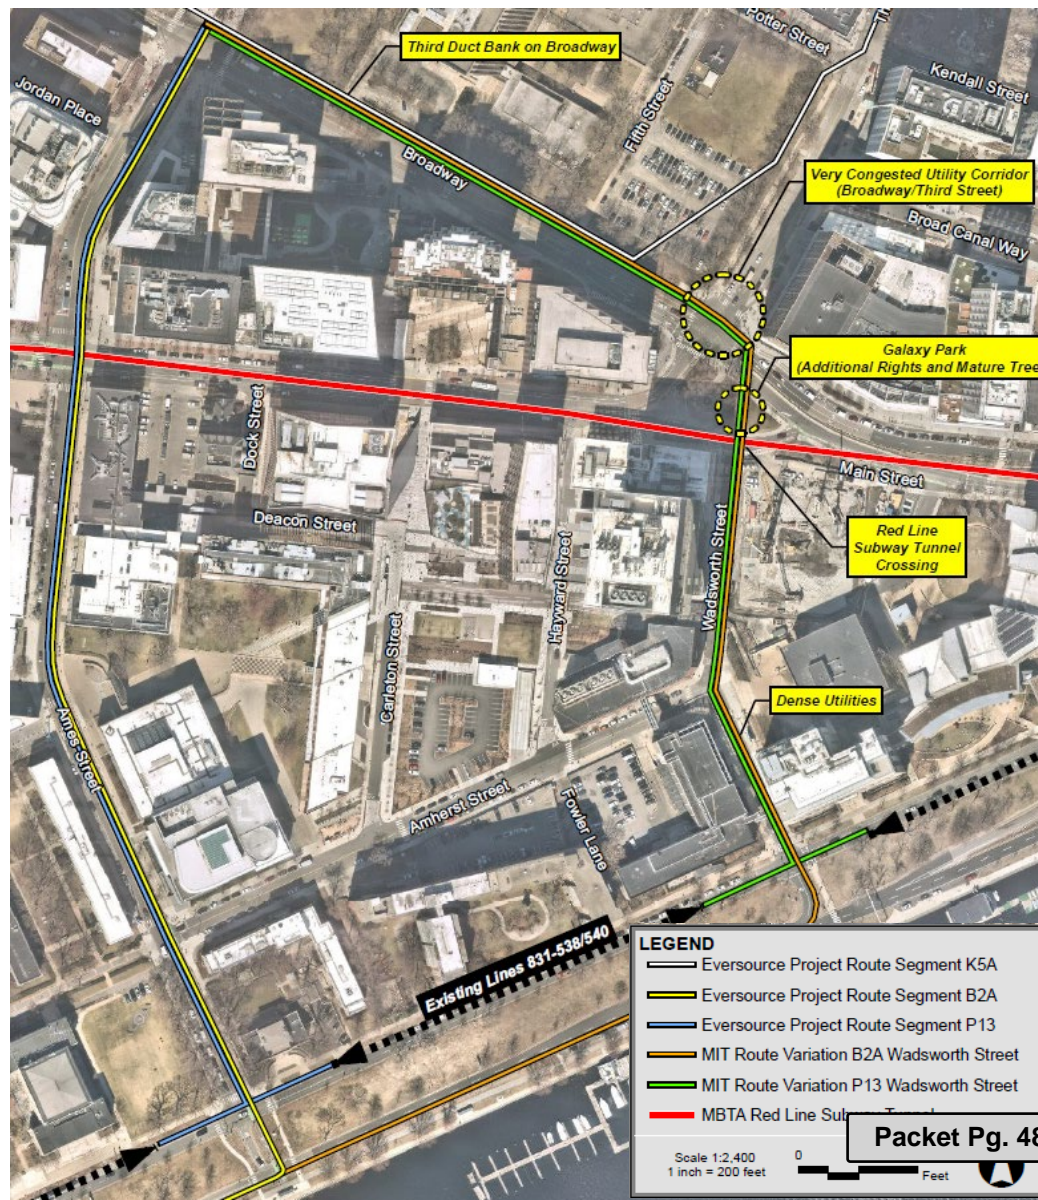 Potter Street
Third Duct Bank on Broadway
Kendall Street
Jordan Place
Fifth Street
Broadway
Very Congested Utility Corridor
(Broadway/Third Street)
Broad Canal Way
Galaxy Park
(Additional Rights and Mature Tree
Dock Street
Main Street
Deacon Street
Red Line
Subway Tunnel
Crossing
Wadsworth Street
Hayward Street
Carleton Street
Dense Utilities
Ames Street
Amherst Street
Fowler Lane
Existing Lines 831-538/540
LEGEND
Eversource Project Route Segment K5A
Eversource Project Route Segment B2A
Eversource Project Route Segment P13
MIT Route Variation B2A Wadsworth Street
MIT Route Variation P13 Wadsworth Street
MBTA Red Line Subway Tunnel
Packet Pg. 48
Scale 1:2,400
1 inch = 200 feet
0
Feet